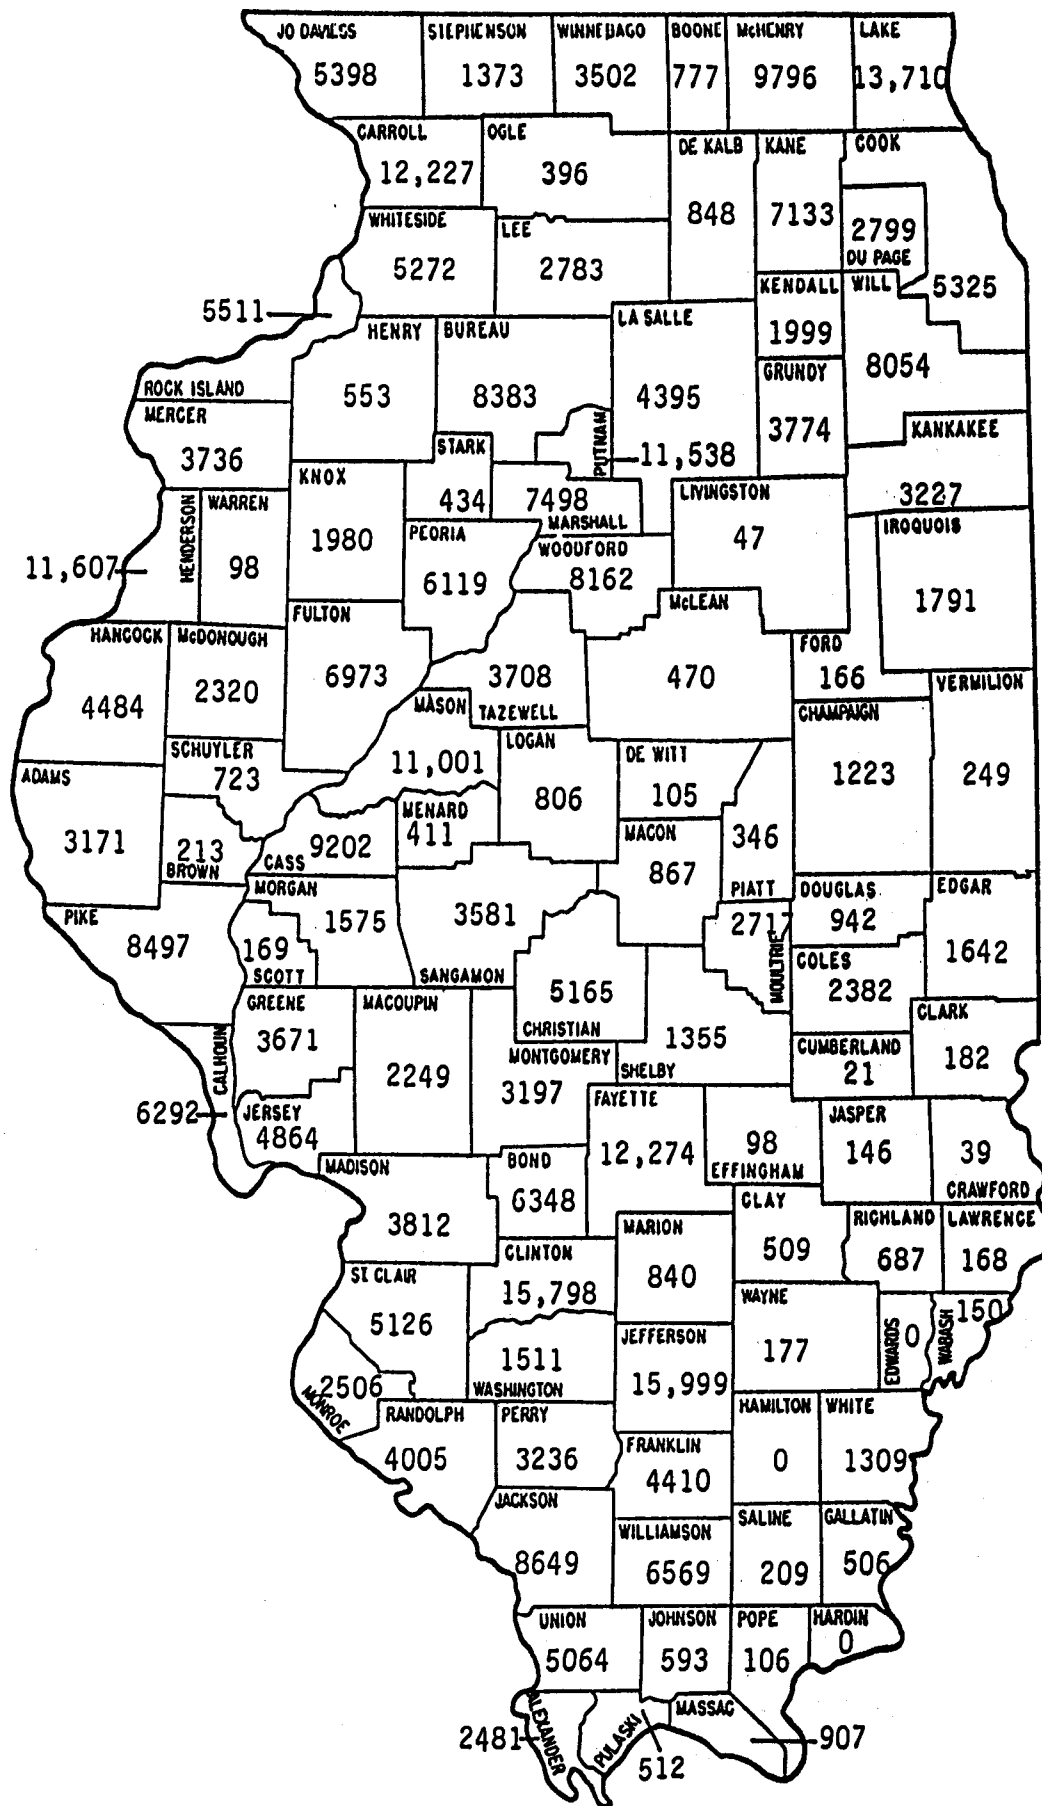 JO DAVIESS
5398
STEPHENSON
1373
WINNEBAGO
3502
BOONE
777
McHENRY
9796
LAKE
13,710
CARROLL
12,227
OGLE
396
DE KALB
848
KANE
7133
COOK
5325
2799
DU PAGE
WHITESIDE
5272
LEE
2783
KENDALL
1999
WILL
8054
5511
ROCK ISLAND
HENRY
553
BUREAU
8383
LA SALLE
4395
GRUNDY
3774
KANKAKEE
3227
MERCER
3736
STARK
434
PUTNAM
11,538
KNOX
1980
7498
MARSHALL
LIVINGSTON
47
IROQUOIS
1791
HENDERSON
11,607
WARREN
98
PEORIA
6119
WOODFORD
8162
McLEAN
470
FORD
166
HANCOCK
4484
McDONOUGH
2320
FULTON
6973
3708
TAZEWELL
VERMILION
249
CHAMPAIGN
1223
MASON
11,001
LOGAN
806
DE WITT
105
SCHUYLER
723
ADAMS
3171
MENARD
411
MACON
867
346
PIATT
213
BROWN
9202
CASS
DOUGLAS
942
EDGAR
1642
PIKE
8497
MORGAN
1575
169
SCOTT
3581
SANGAMON
2717
MOULTRIE
COLES
2382
5165
CHRISTIAN
GREENE
3671
MACOUPIN
2249
CLARK
182
1355
SHELBY
CUMBERLAND
21
CALHOUN
6292
MONTGOMERY
3197
JERSEY
4864
FAYETTE
12,274
98
EFFINGHAM
JASPER
146
39
CRAWFORD
MADISON
3812
BOND
6348
CLAY
509
RICHLAND
687
LAWRENCE
168
MARION
840
CLINTON
15,798
ST CLAIR
5126
WAYNE
177
EDWARDS
0
WABASH
150
JEFFERSON
15,999
1511
WASHINGTON
2506
MONROE
RANDOLPH
4005
PERRY
3236
HAMILTON
0
WHITE
1309
FRANKLIN
4410
JACKSON
8649
WILLIAMSON
6569
SALINE
209
GALLATIN
506
UNION
5064
JOHNSON
593
POPE
106
HARDIN
0
ALEXANDER
2481
PULASKI
512
MASSAC
907